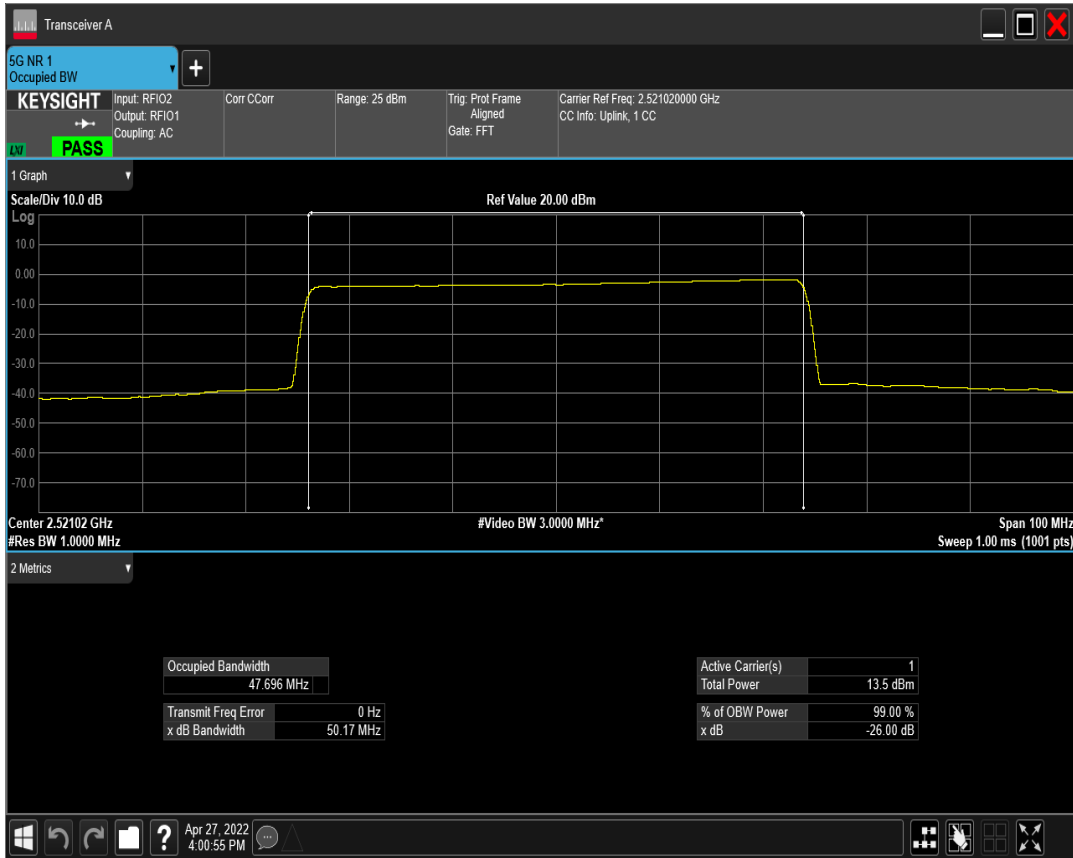 Transceiver A
5G NR 1
Occupied BW
+
KEYSIGHT
LXI
PASS
Input: RFIO2
Output: RFIO1
Coupling: AC
Corr CCorr
Range: 25 dBm
Trig: Prot Frame
Aligned
Gate: FFT
Carrier Ref Freq: 2.521020000 GHz
CC Info: Uplink, 1 CC
1 Graph
Scale/Div 10.0 dB
Ref Value 20.00 dBm
Log
10.0
0.00
-10.0
-20.0
-30.0
-40.0
-50.0
-60.0
-70.0
Center 2.52102 GHz
#Video BW 3.0000 MHz*
Span 100 MHz
#Res BW 1.0000 MHz
Sweep 1.00 ms (1001 pts)
2 Metrics
Occupied Bandwidth
47.696 MHz
Transmit Freq Error 0 Hz
x dB Bandwidth 50.17 MHz
Active Carrier(s) 1
Total Power 13.5 dBm
% of OBW Power 99.00 %
x dB -26.00 dB
?
Apr 27, 2022
4:00:55 PM